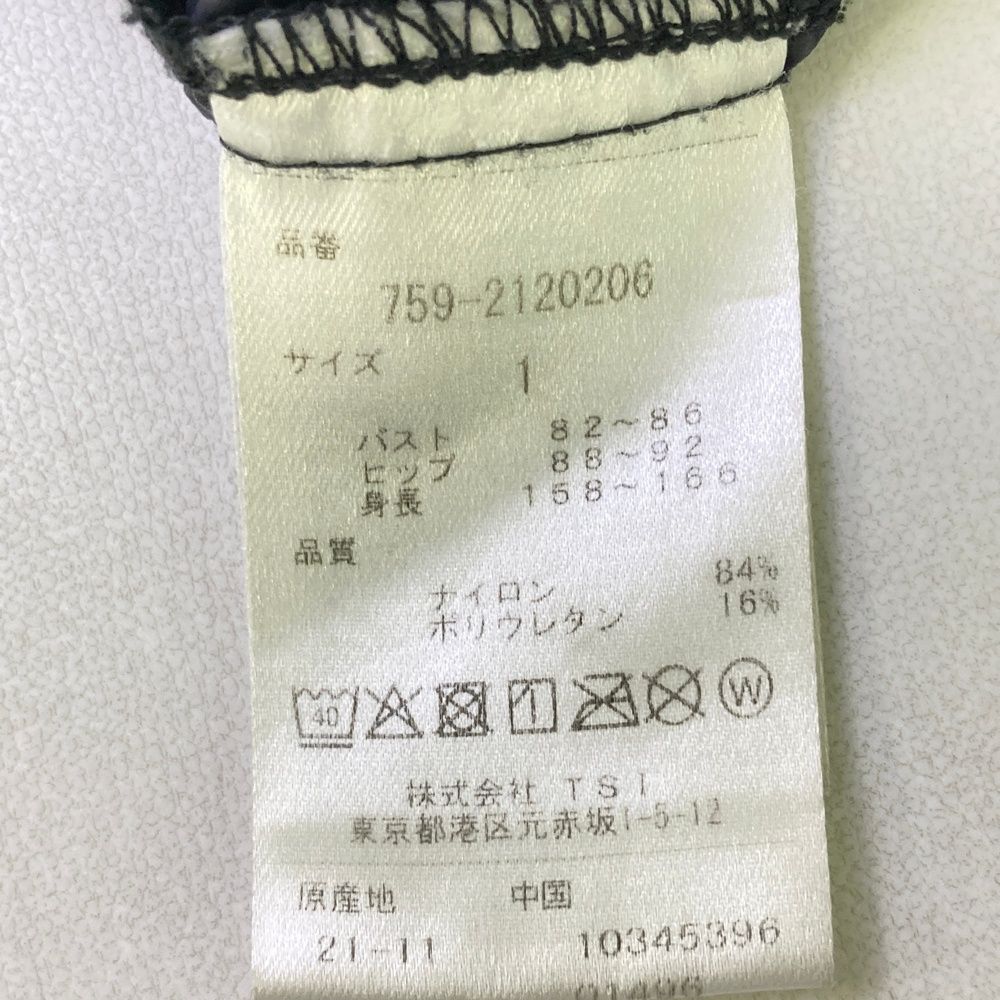 品番
759-2120206
サイズ 1
バスト 82～86
ヒップ 88～92
身長 158～166
品質
ナイロン 84%
ポリウレタン 16%
40 W
株式会社 TSI
東京都港区元赤坂1-5-12
原産地 中国
21-11 10345396